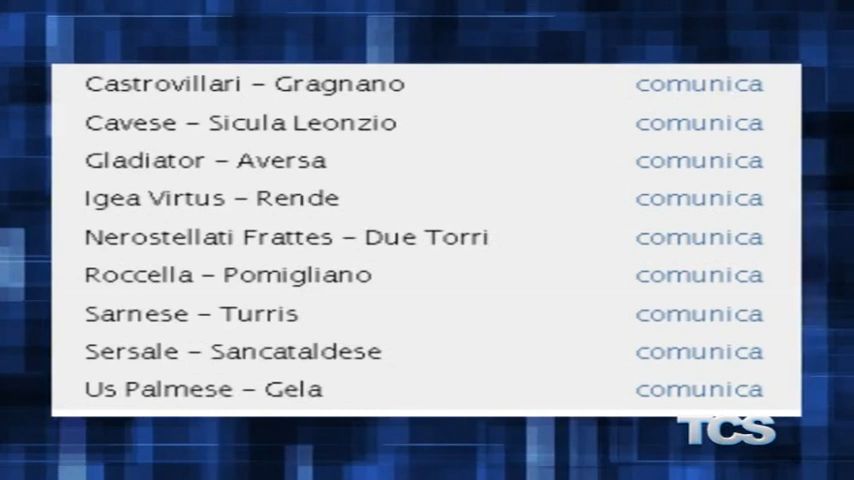 Castrovillari – Gragnano comunica
Cavese – Sicula Leonzio comunica
Gladiator – Aversa comunica
Igea Virtus – Rende comunica
Nerostellati Frattes – Due Torri comunica
Roccella – Pomigliano comunica
Sarnese – Turris comunica
Sersale – Sancataldese comunica
Us Palmese – Gela comunica
TCS